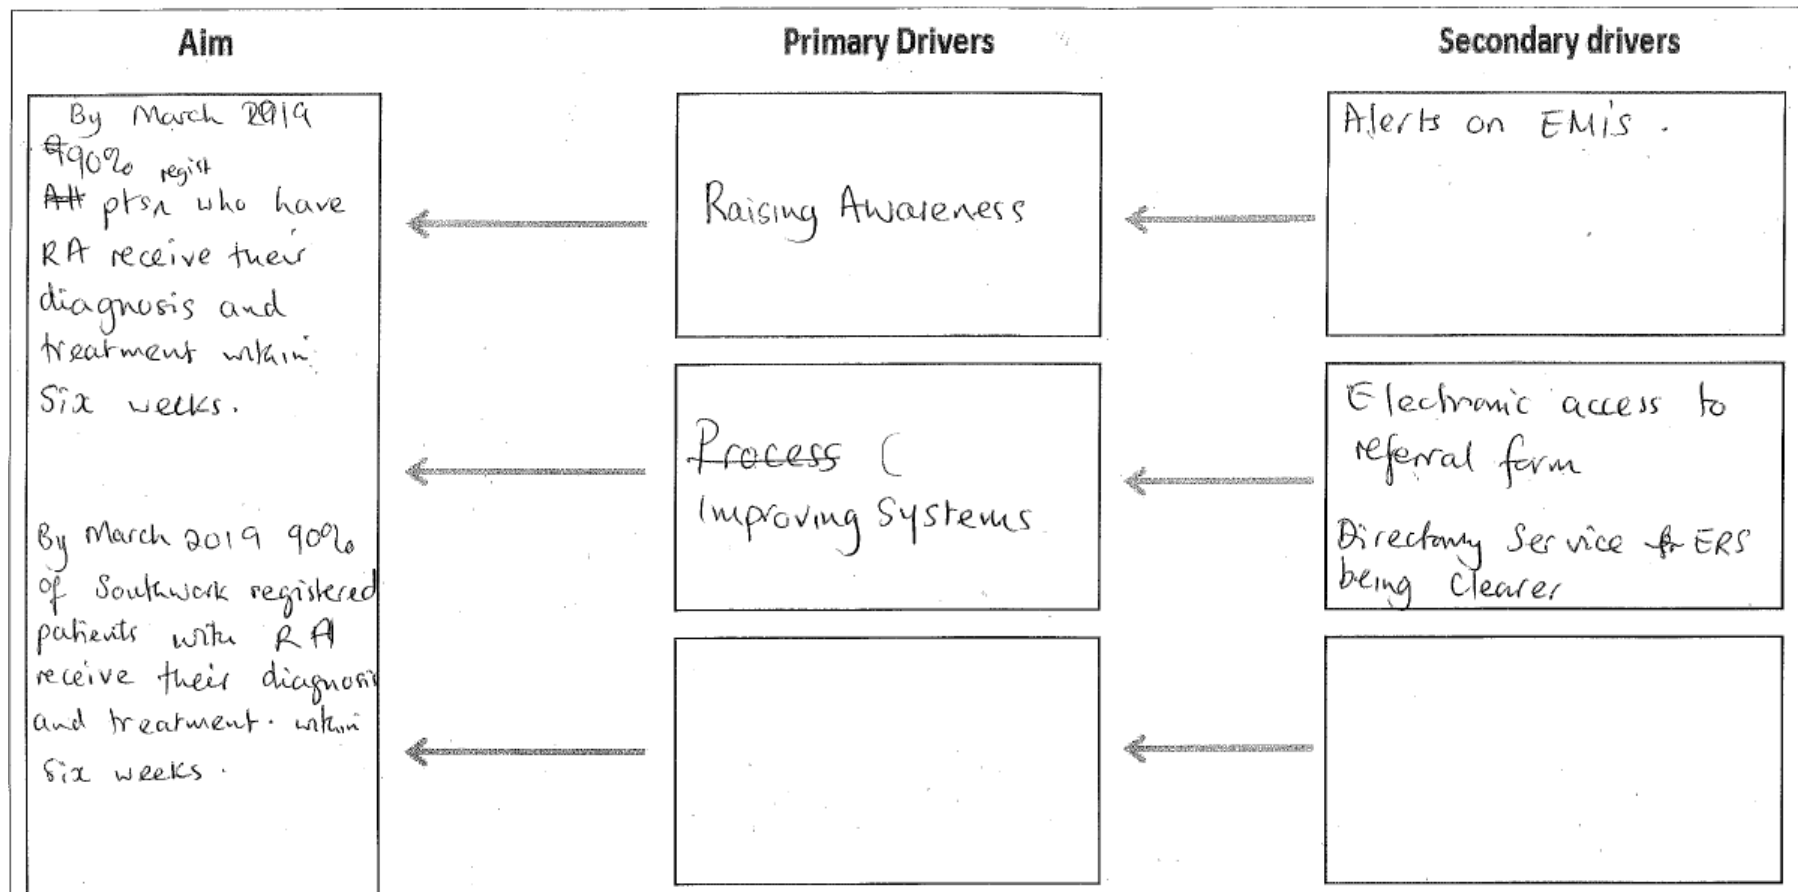 Aim
By March 2019
90% regist
All pts who have
RA receive their
diagnosis and
treatment within
Six weeks.
By March 2019 90%
of Southwark registered
patients with RA
receive their diagnosis
and treatment. within
Six weeks.
Primary Drivers
Raising Awareness
Process (
Improving Systems
Secondary drivers
Alerts on EMiS.
Electronic access to
referral form
Directory Service ERS
being Clearer